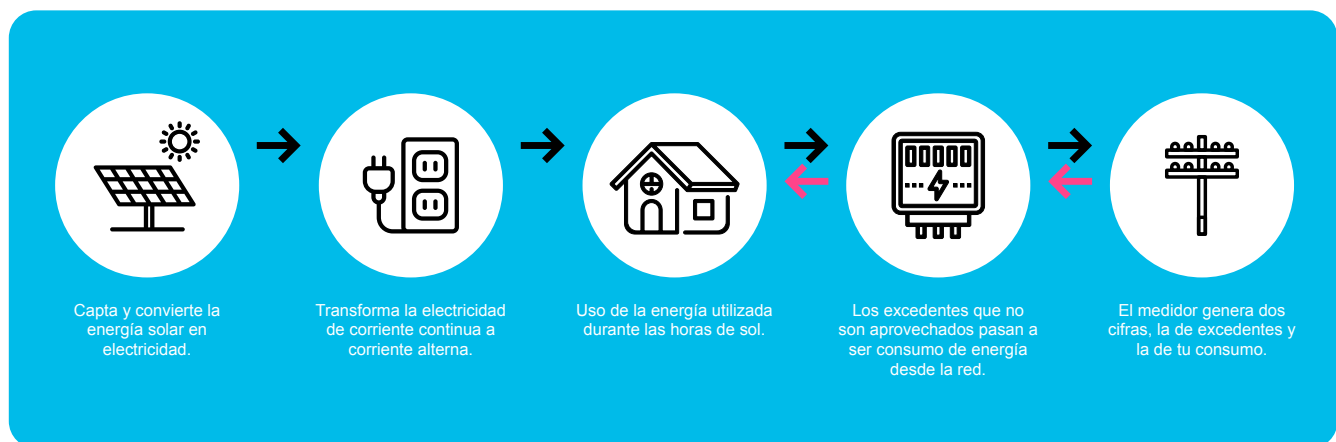 Capta y convierte la
energía solar en
electricidad.
Transforma la electricidad
de corriente continua a
corriente alterna.
Uso de la energía utilizada
durante las horas de sol.
Los excedentes que no
son aprovechados pasan a
ser consumo de energía
desde la red.
El medidor genera dos
cifras, la de excedentes y
la de tu consumo.